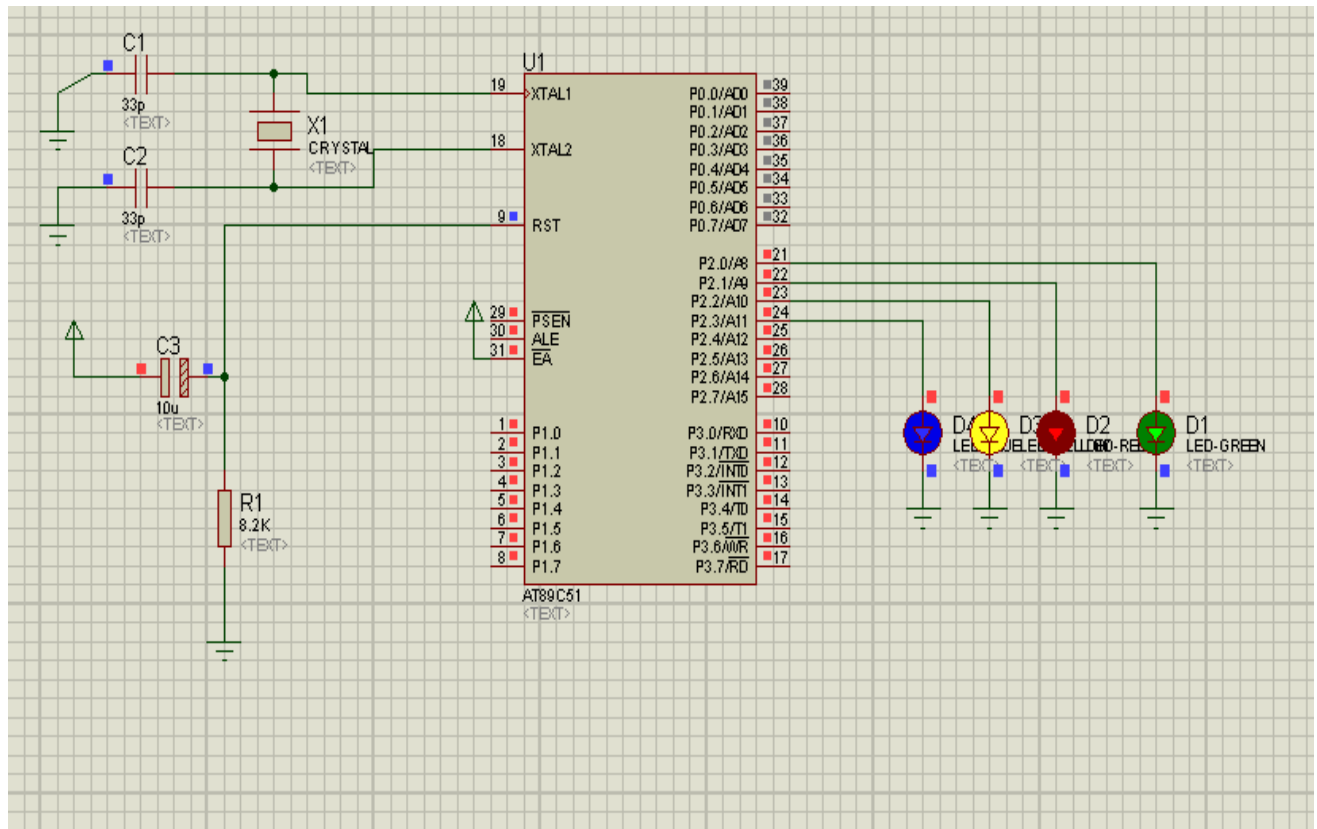 C1
33p
<TEXT>
C2
33p
<TEXT>
X1
CRYSTAL
<TEXT>
C3
10u
<TEXT>
R1
8.2K
<TEXT>
U1
19 XTAL1
18 XTAL2
9 RST
29 PSEN
30 ALE
31 EA
1 P1.0
2 P1.1
3 P1.2
4 P1.3
5 P1.4
6 P1.5
7 P1.6
8 P1.7
P0.0/AD0 39
P0.1/AD1 38
P0.2/AD2 37
P0.3/AD3 36
P0.4/AD4 35
P0.5/AD5 34
P0.6/AD6 33
P0.7/AD7 32
P2.0/A8 21
P2.1/A9 22
P2.2/A10 23
P2.3/A11 24
P2.4/A12 25
P2.5/A13 26
P2.6/A14 27
P2.7/A15 28
P3.0/RXD 10
P3.1/TXD 11
P3.2/INT0 12
P3.3/INT1 13
P3.4/T0 14
P3.5/T1 15
P3.6/WR 16
P3.7/RD 17
AT89C51
<TEXT>
D3
<TEXT>
<TEXT>
D2
<TEXT>
D1
LED-GREEN
<TEXT>